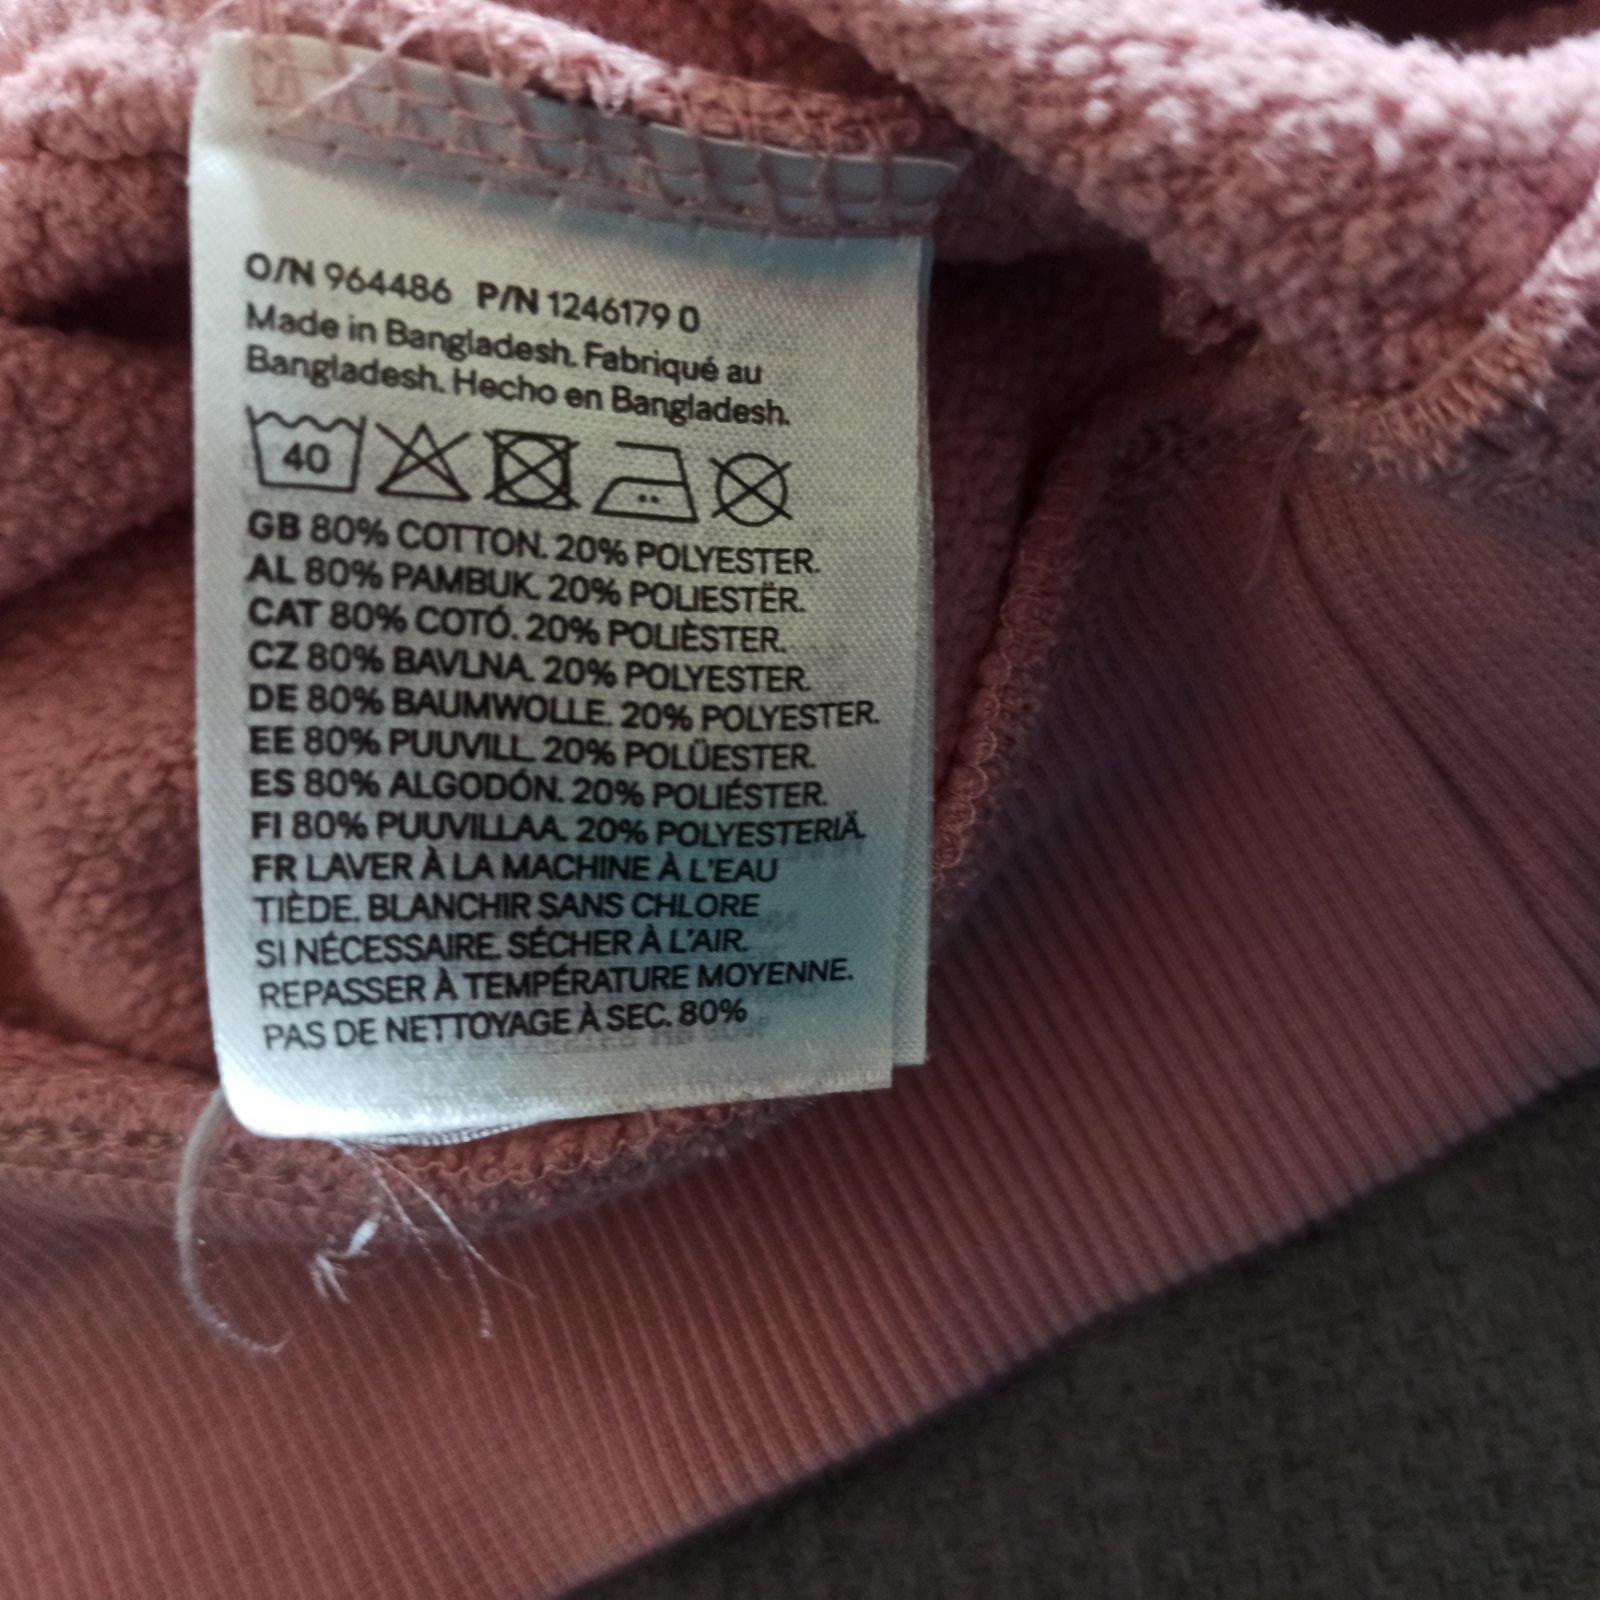 O/N 964486 P/N 1246179 0
Made in Bangladesh. Fabriqué au
Bangladesh. Hecho en Bangladesh.
40
GB 80% COTTON. 20% POLYESTER.
AL 80% PAMBUK. 20% POLIESTËR.
CAT 80% COTÓ. 20% POLIÈSTER.
CZ 80% BAVLNA. 20% POLYESTER.
DE 80% BAUMWOLLE. 20% POLYESTER.
EE 80% PUUVILL. 20% POLÜESTER.
ES 80% ALGODÓN. 20% POLIÉSTER.
FI 80% PUUVILLAA. 20% POLYESTERIÄ.
FR LAVER À LA MACHINE À L'EAU
TIÈDE. BLANCHIR SANS CHLORE
SI NÉCESSAIRE. SÉCHER À L'AIR.
REPASSER À TEMPÉRATURE MOYENNE.
PAS DE NETTOYAGE À SEC. 80%